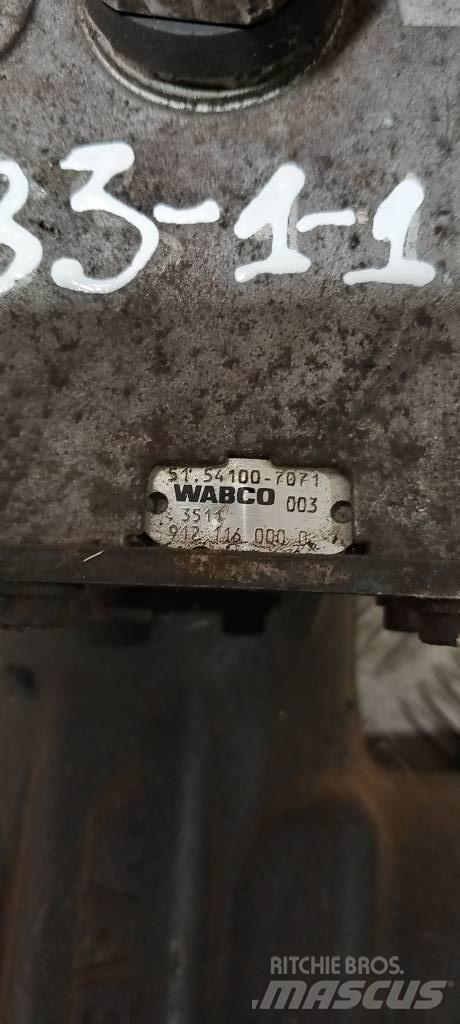 33-1-1
51.54100-7071
WABCO 003
3511
912 116 000 0
RITCHIE BROS.
MASCUS